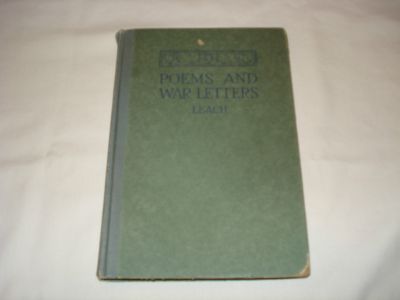 POEMS AND
WAR LETTERS
LEACH